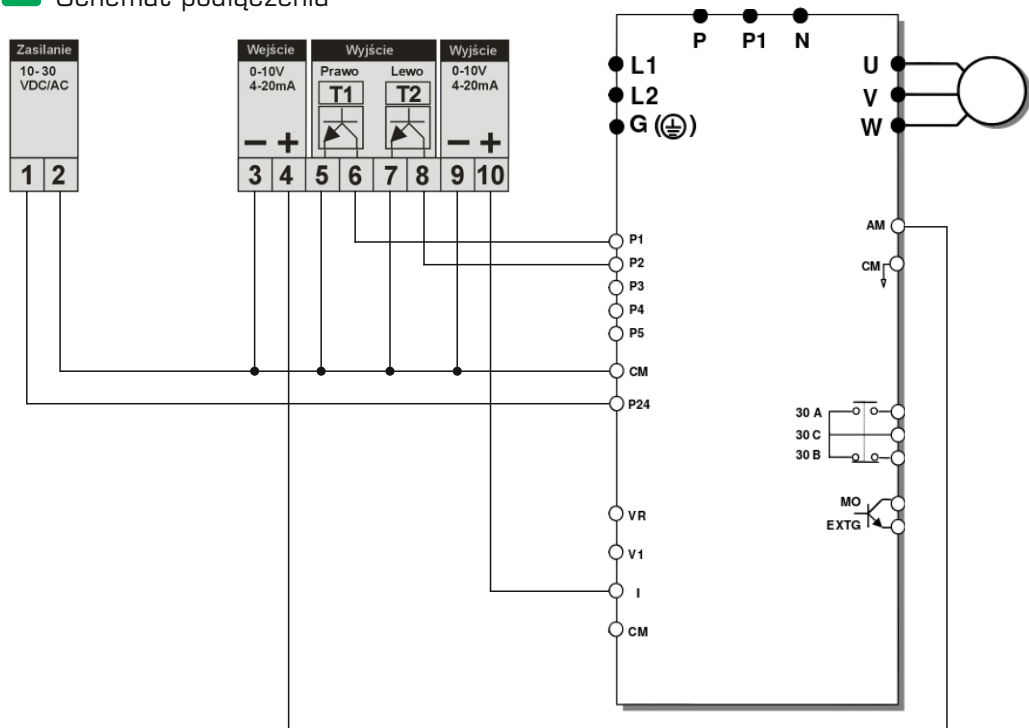 Schemat podłączenia
Zasilanie
10-30
VDC/AC
1 2
Wejście
0-10V
4-20mA
− +
3 4
Wyjście
Prawo Lewo
T1 T2
5 6 7 8
Wyjście
0-10V
4-20mA
− +
9 10
P P1 N
L1
L2
G (⏚)
U
V
W
P1
P2
P3
P4
P5
CM
P24
VR
V1
I
CM
AM
CM
30 A
30 C
30 B
MO
EXTG